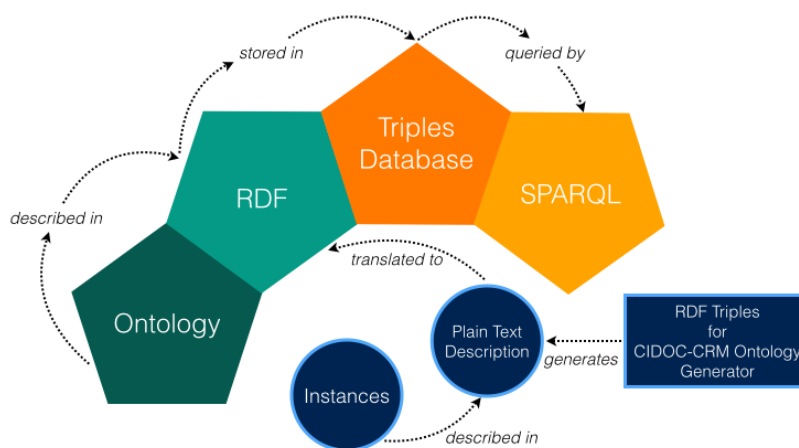 stored in
queried by
Triples
Database
RDF
SPARQL
described in
translated to
Ontology
Plain Text
Description
RDF Triples
for
CIDOC-CRM Ontology
Generator
generates
Instances
described in